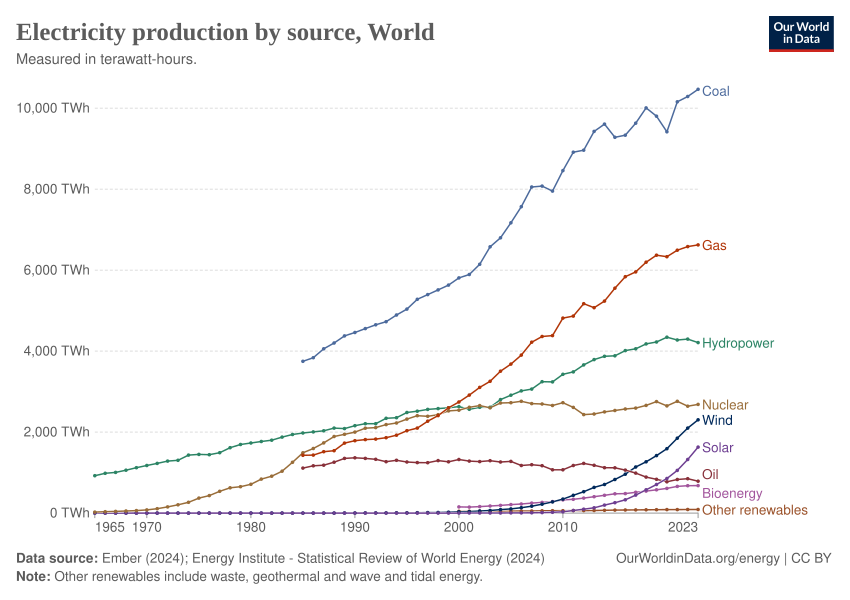 Electricity production by source, World
Measured in terawatt-hours.
Our World
in Data
10,000 TWh
8,000 TWh
6,000 TWh
4,000 TWh
2,000 TWh
0 TWh
Coal
Gas
Hydropower
Nuclear
Wind
Solar
Oil
Bioenergy
Other renewables
1965 1970 1980 1990 2000 2010 2023
Data source: Ember (2024); Energy Institute - Statistical Review of World Energy (2024) OurWorldinData.org/energy | CC BY
Note: Other renewables include waste, geothermal and wave and tidal energy.